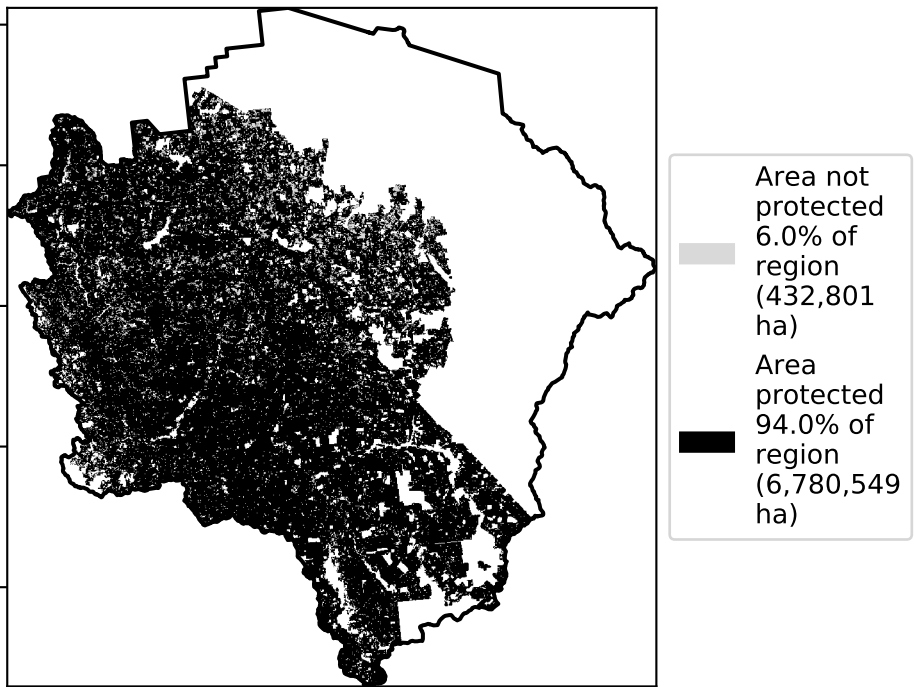 Area not
protected
6.0% of
region
(432,801
ha)
Area
protected
94.0% of
region
(6,780,549
ha)